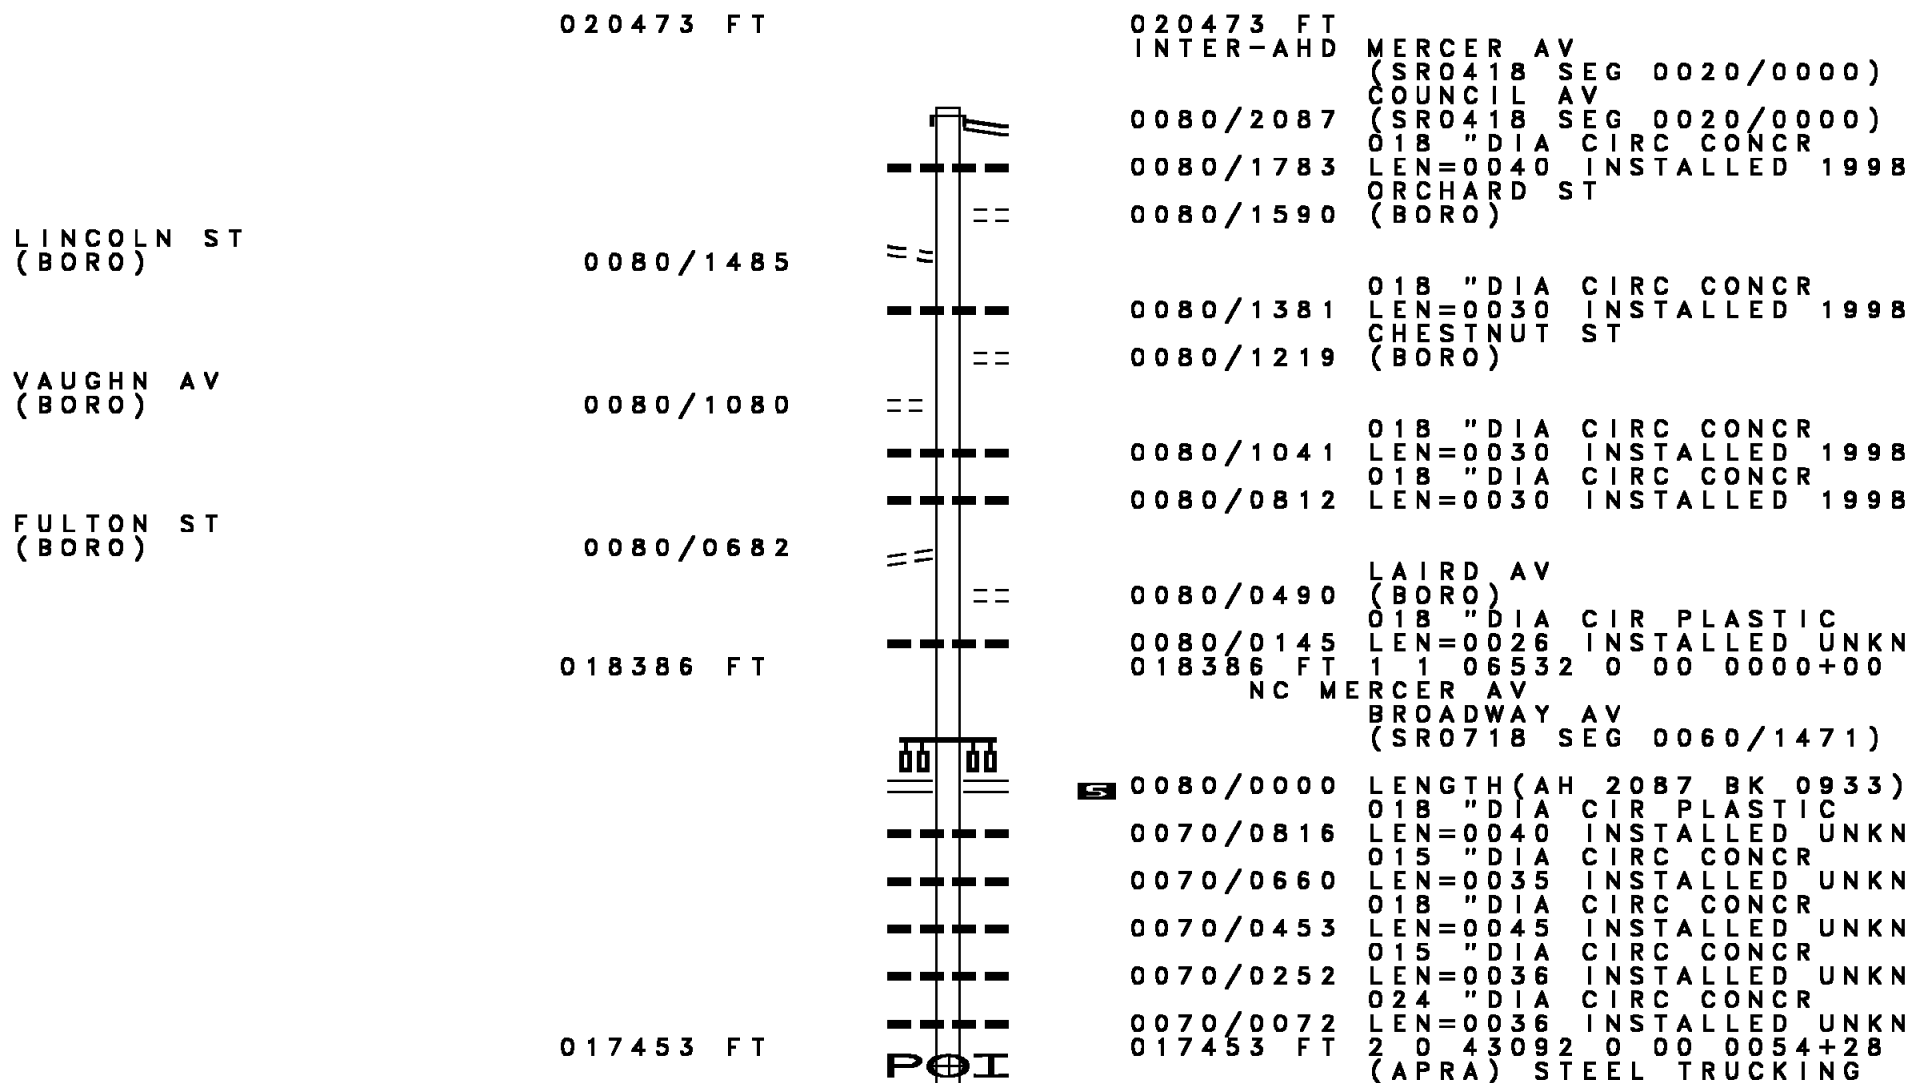 020473 FT 020473 FT
INTER-AHD MERCER AV
(SR0418 SEG 0020/0000)
COUNCIL AV
0080/2087 (SR0418 SEG 0020/0000)
018 "DIA CIRC CONCR
0080/1783 LEN=0040 INSTALLED 1998
ORCHARD ST
0080/1590 (BORO)
LINCOLN ST
(BORO) 0080/1485
018 "DIA CIRC CONCR
0080/1381 LEN=0030 INSTALLED 1998
CHESTNUT ST
0080/1219 (BORO)
VAUGHN AV
(BORO) 0080/1080
018 "DIA CIRC CONCR
0080/1041 LEN=0030 INSTALLED 1998
018 "DIA CIRC CONCR
0080/0812 LEN=0030 INSTALLED 1998
FULTON ST
(BORO) 0080/0682
LAIRD AV
0080/0490 (BORO)
018 "DIA CIR PLASTIC
0080/0145 LEN=0026 INSTALLED UNKN
018386 FT 018386 FT 1 1 06532 0 00 0000+00
NC MERCER AV
BROADWAY AV
(SR0718 SEG 0060/1471)
S 0080/0000 LENGTH(AH 2087 BK 0933)
018 "DIA CIR PLASTIC
0070/0816 LEN=0040 INSTALLED UNKN
015 "DIA CIRC CONCR
0070/0660 LEN=0035 INSTALLED UNKN
018 "DIA CIRC CONCR
0070/0453 LEN=0045 INSTALLED UNKN
015 "DIA CIRC CONCR
0070/0252 LEN=0036 INSTALLED UNKN
024 "DIA CIRC CONCR
0070/0072 LEN=0036 INSTALLED UNKN
017453 FT 017453 FT 2 0 43092 0 00 0054+28
POI (APRA) STEEL TRUCKING